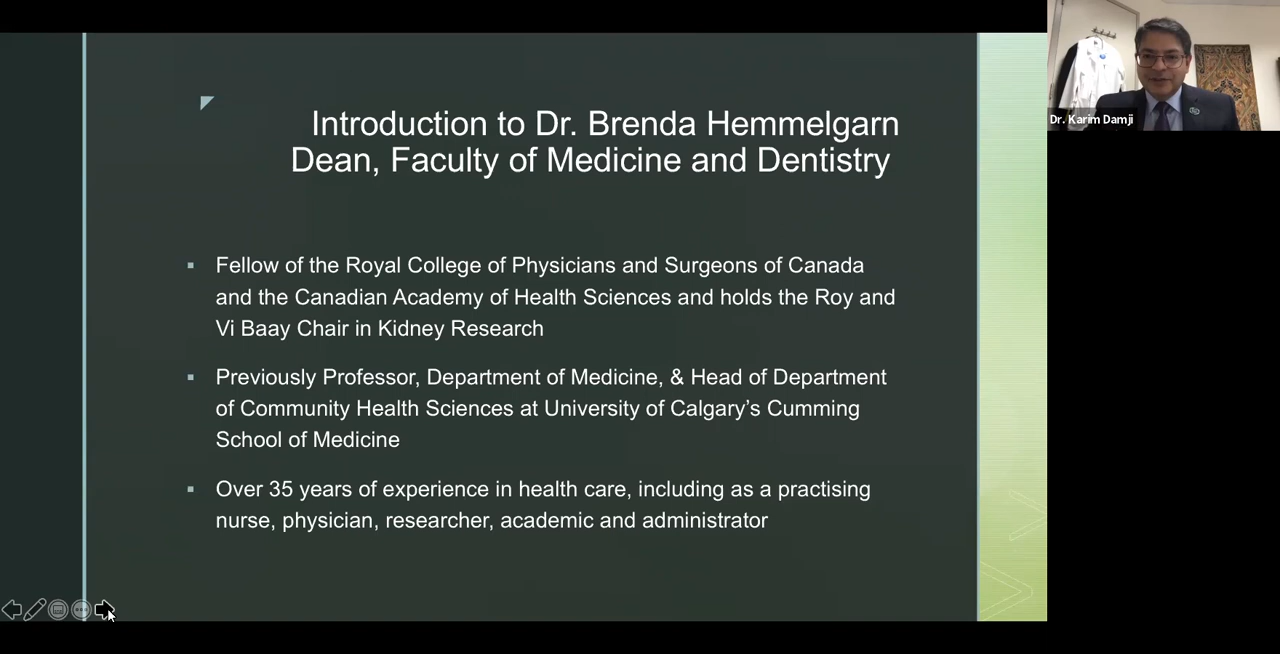 Introduction to Dr. Brenda Hemmelgarn
Dean, Faculty of Medicine and Dentistry
▪ Fellow of the Royal College of Physicians and Surgeons of Canada
and the Canadian Academy of Health Sciences and holds the Roy and
Vi Baay Chair in Kidney Research
▪ Previously Professor, Department of Medicine, & Head of Department
of Community Health Sciences at University of Calgary’s Cumming
School of Medicine
▪ Over 35 years of experience in health care, including as a practising
nurse, physician, researcher, academic and administrator
Dr. Karim Damji